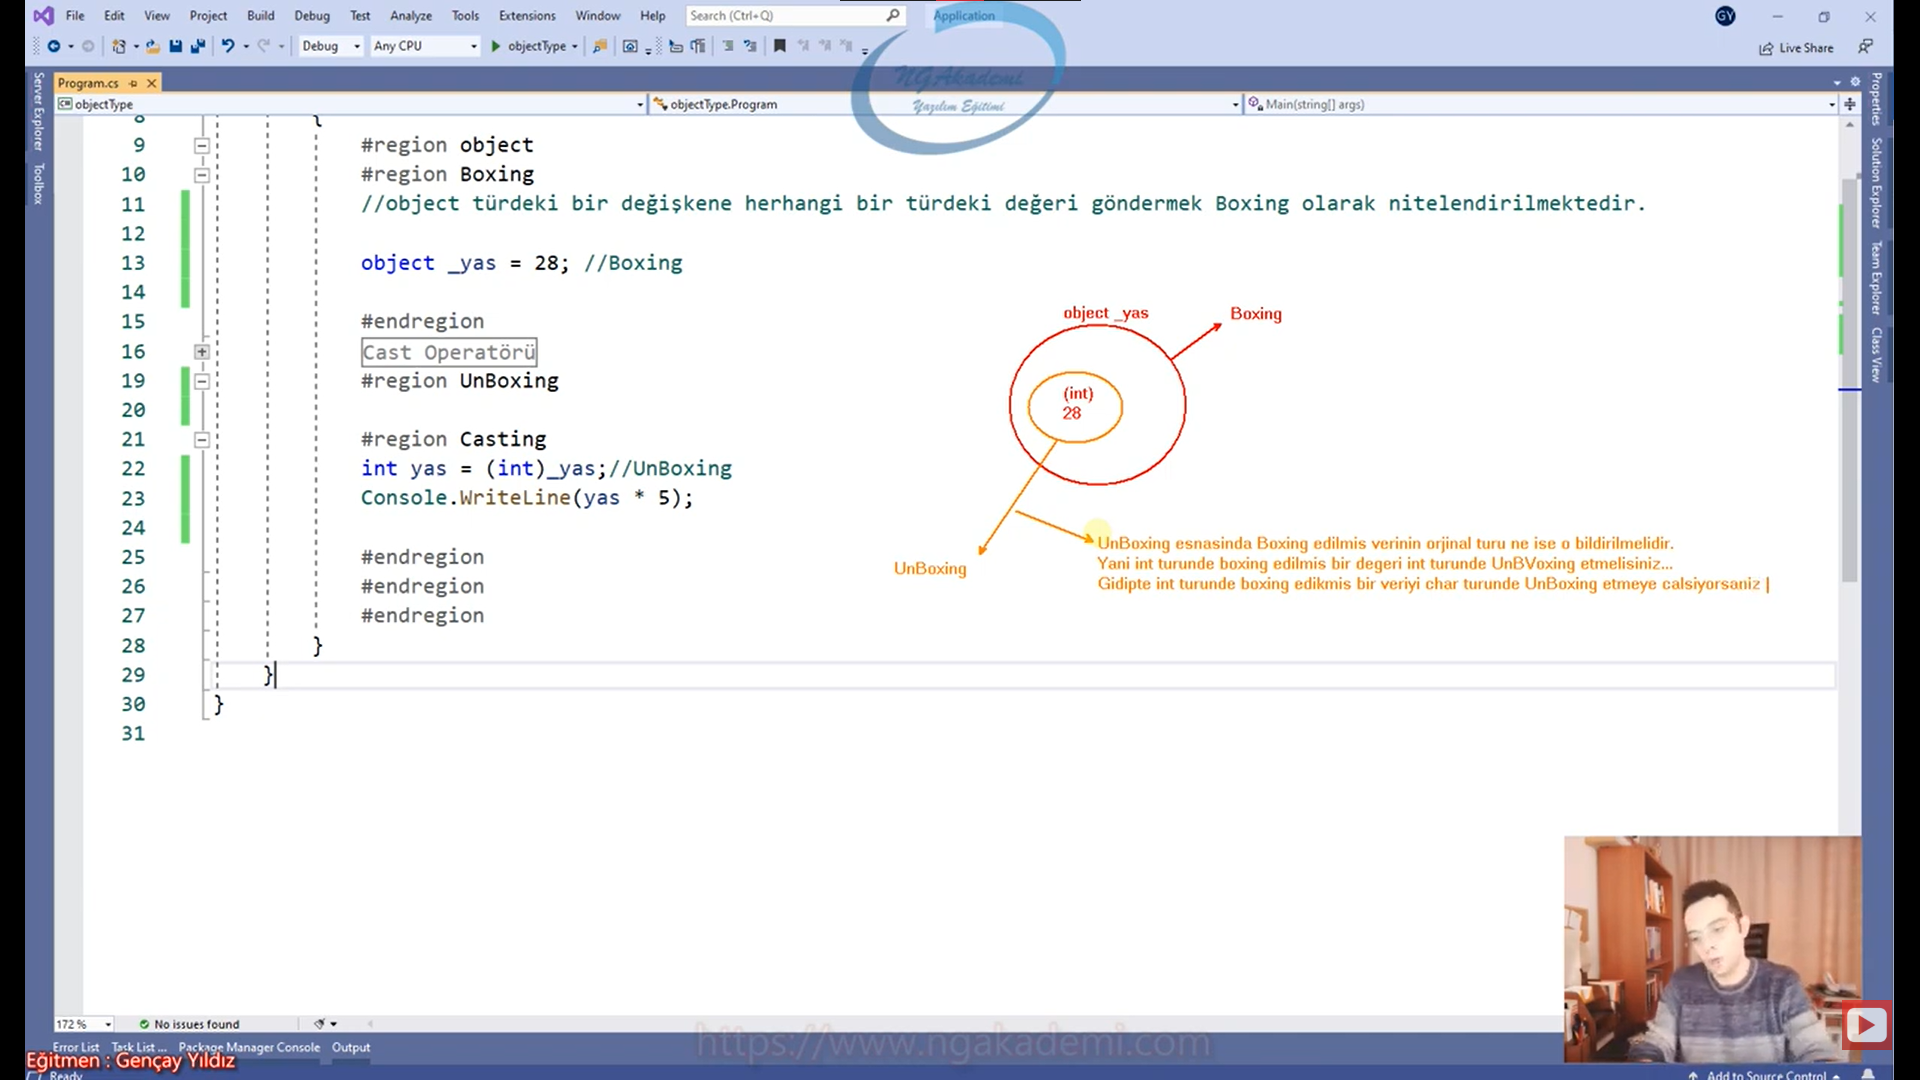 File Edit View Project Build Debug Test Analyze Tools Extensions Window Help Search (Ctrl+Q) Application GY
Debug Any CPU objectType Live Share
Program.cs
objectType objectType.Program Main(string[] args)
NGAkademi
Yazılım Eğitimi
Server Explorer
Toolbox
Properties
Solution Explorer
Team Explorer
Class View
8 {
9 #region object
10 #region Boxing
11 //object türdeki bir değişkene herhangi bir türdeki değeri göndermek Boxing olarak nitelendirilmektedir.
12
13 object _yas = 28; //Boxing
14
15 #endregion
16 Cast Operatörü
19 #region UnBoxing
20
21 #region Casting
22 int yas = (int)_yas;//UnBoxing
23 Console.WriteLine(yas * 5);
24
25 #endregion
26 #endregion
27 #endregion
28 }
29 }
30 }
31
object _yas
Boxing
(int)
28
UnBoxing
UnBoxing esnasinda Boxing edilmis verinin orjinal turu ne ise o bildirilmelidir.
Yani int turunde boxing edilmis bir degeri int turunde UnBVoxing etmelisiniz...
Gidipte int turunde boxing edikmis bir veriyi char turunde UnBoxing etmeye calsiyorsaniz |
172 % No issues found
Error List Task List ... Package Manager Console Output
https://www.ngakademi.com
Eğitmen : Gençay Yıldız
Ready Add to Source Control